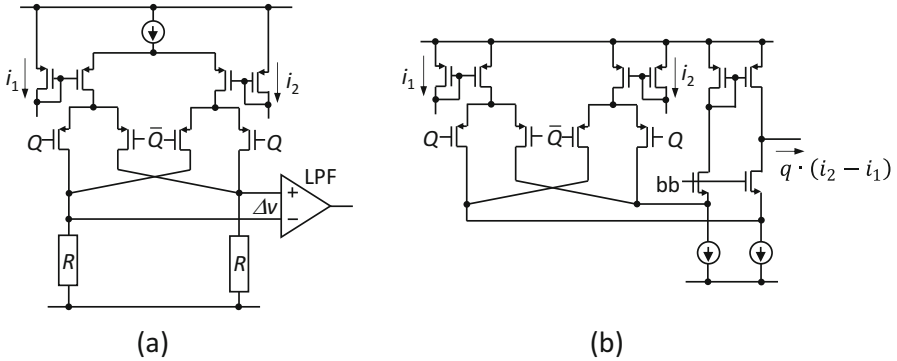 i₁
i₂
Q
Q̅
Q
LPF
+
Δv
−
R
R
(a)
i₁
i₂
Q
Q̅
Q
bb
q · (i₂ − i₁)
(b)